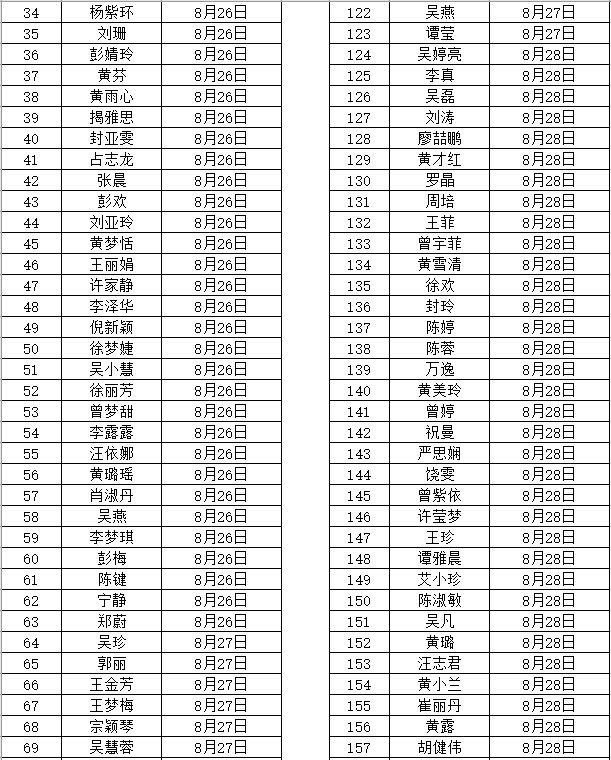 34 杨紫环 8月26日 122 吴燕 8月27日
35 刘珊 8月26日 123 谭莹 8月27日
36 彭婧玲 8月26日 124 吴婷亮 8月28日
37 黄芬 8月26日 125 李真 8月28日
38 黄雨心 8月26日 126 吴磊 8月28日
39 揭雅思 8月26日 127 刘涛 8月28日
40 封亚雯 8月26日 128 廖喆鹏 8月28日
41 占志龙 8月26日 129 黄才红 8月28日
42 张晨 8月26日 130 罗晶 8月28日
43 彭欢 8月26日 131 周培 8月28日
44 刘亚玲 8月26日 132 王菲 8月28日
45 黄梦恬 8月26日 133 曾宇菲 8月28日
46 王丽娟 8月26日 134 黄雪清 8月28日
47 许家静 8月26日 135 徐欢 8月28日
48 李泽华 8月26日 136 封玲 8月28日
49 倪新颖 8月26日 137 陈婷 8月28日
50 徐梦婕 8月26日 138 陈蓉 8月28日
51 吴小慧 8月26日 139 万逸 8月28日
52 徐丽芳 8月26日 140 黄美玲 8月28日
53 曾梦甜 8月26日 141 曾婷 8月28日
54 李露露 8月26日 142 祝曼 8月28日
55 汪依娜 8月26日 143 严思娴 8月28日
56 黄璐瑶 8月26日 144 饶雯 8月28日
57 肖淑丹 8月26日 145 曾紫依 8月28日
58 吴燕 8月26日 146 许莹梦 8月28日
59 李梦琪 8月26日 147 王珍 8月28日
60 彭梅 8月26日 148 谭雅晨 8月28日
61 陈键 8月26日 149 艾小珍 8月28日
62 宁静 8月26日 150 陈淑敏 8月28日
63 郑蔚 8月26日 151 吴凡 8月28日
64 吴珍 8月27日 152 黄璐 8月28日
65 郭丽 8月27日 153 汪志君 8月28日
66 王金芳 8月27日 154 黄小兰 8月28日
67 王梦梅 8月27日 155 崔丽丹 8月28日
68 宗颖琴 8月27日 156 黄露 8月28日
69 吴慧蓉 8月27日 157 胡健伟 8月28日